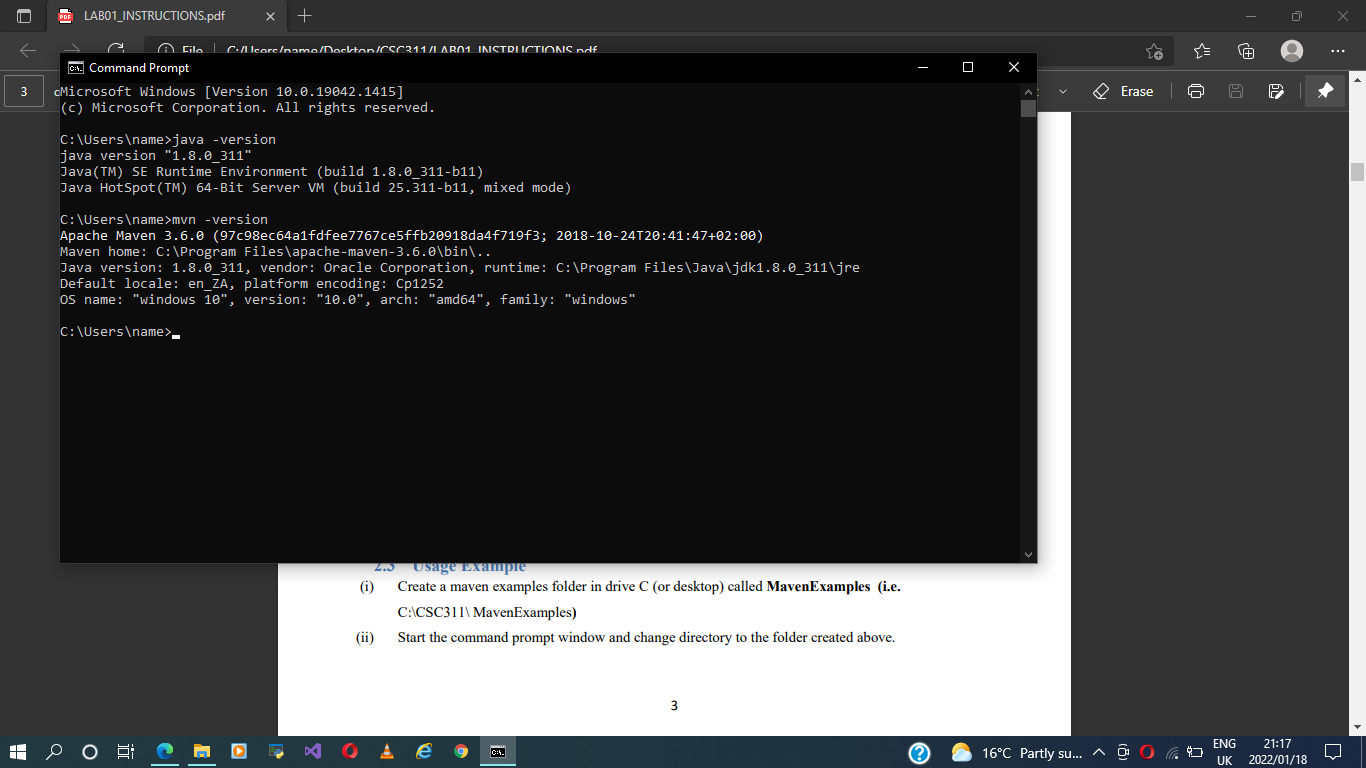 LAB01_INSTRUCTIONS.pdf
File
C:/Users/name/Desktop/CSC311/LAB01_INSTRUCTIONS.pdf
3
Erase
Command Prompt
Microsoft Windows [Version 10.0.19042.1415]
(c) Microsoft Corporation. All rights reserved.
C:\Users\name>java -version
java version "1.8.0_311"
Java(TM) SE Runtime Environment (build 1.8.0_311-b11)
Java HotSpot(TM) 64-Bit Server VM (build 25.311-b11, mixed mode)
C:\Users\name>mvn -version
Apache Maven 3.6.0 (97c98ec64a1fdfee7767ce5ffb20918da4f719f3; 2018-10-24T20:41:47+02:00)
Maven home: C:\Program Files\apache-maven-3.6.0\bin\..
Java version: 1.8.0_311, vendor: Oracle Corporation, runtime: C:\Program Files\Java\jdk1.8.0_311\jre
Default locale: en_ZA, platform encoding: Cp1252
OS name: "windows 10", version: "10.0", arch: "amd64", family: "windows"
C:\Users\name>
2.3 Usage Example
(i) Create a maven examples folder in drive C (or desktop) called MavenExamples (i.e.
C:\CSC311\ MavenExamples)
(ii) Start the command prompt window and change directory to the folder created above.
3
16°C Partly su...
ENG
UK
21:17
2022/01/18